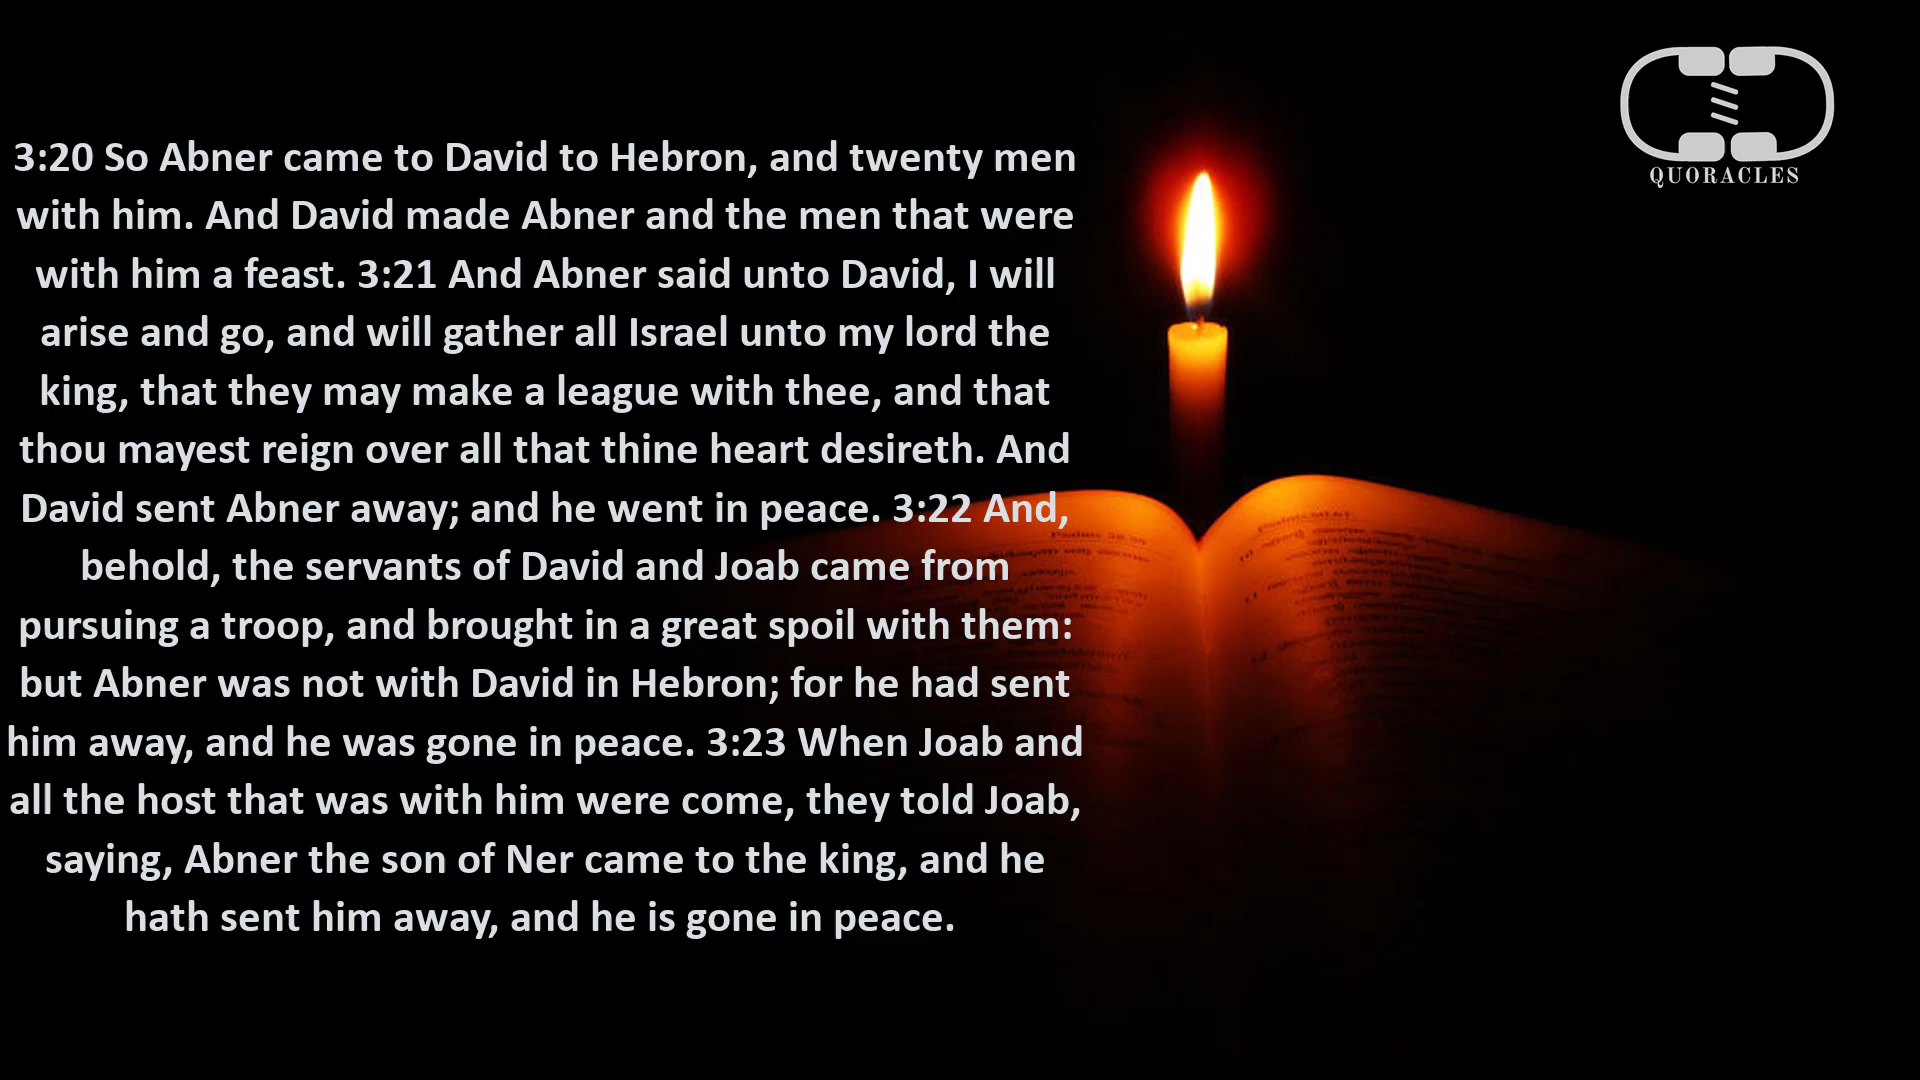 3:20 So Abner came to David to Hebron, and twenty men
with him. And David made Abner and the men that were
with him a feast. 3:21 And Abner said unto David, I will
arise and go, and will gather all Israel unto my lord the
king, that they may make a league with thee, and that
thou mayest reign over all that thine heart desireth. And
David sent Abner away; and he went in peace. 3:22 And,
behold, the servants of David and Joab came from
pursuing a troop, and brought in a great spoil with them:
but Abner was not with David in Hebron; for he had sent
him away, and he was gone in peace. 3:23 When Joab and
all the host that was with him were come, they told Joab,
saying, Abner the son of Ner came to the king, and he
hath sent him away, and he is gone in peace.
QUORACLES